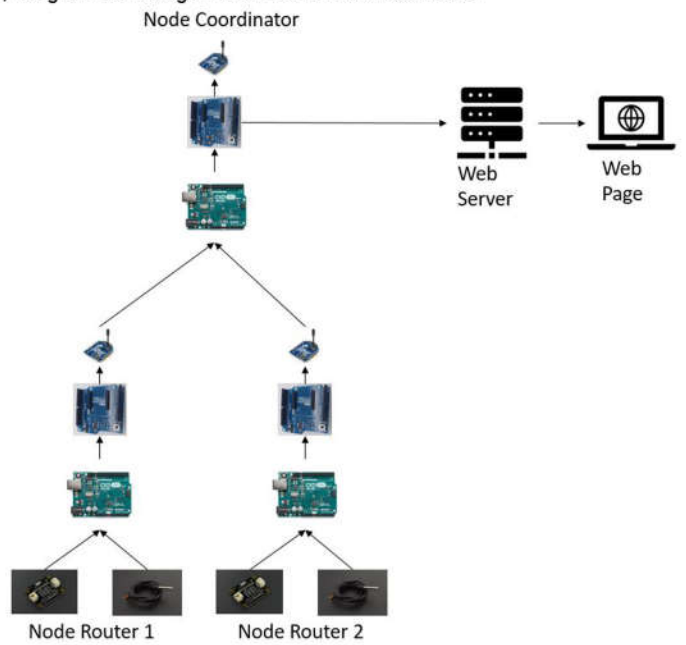 Node Coordinator
Web
Server
Web
Page
Node Router 1
Node Router 2